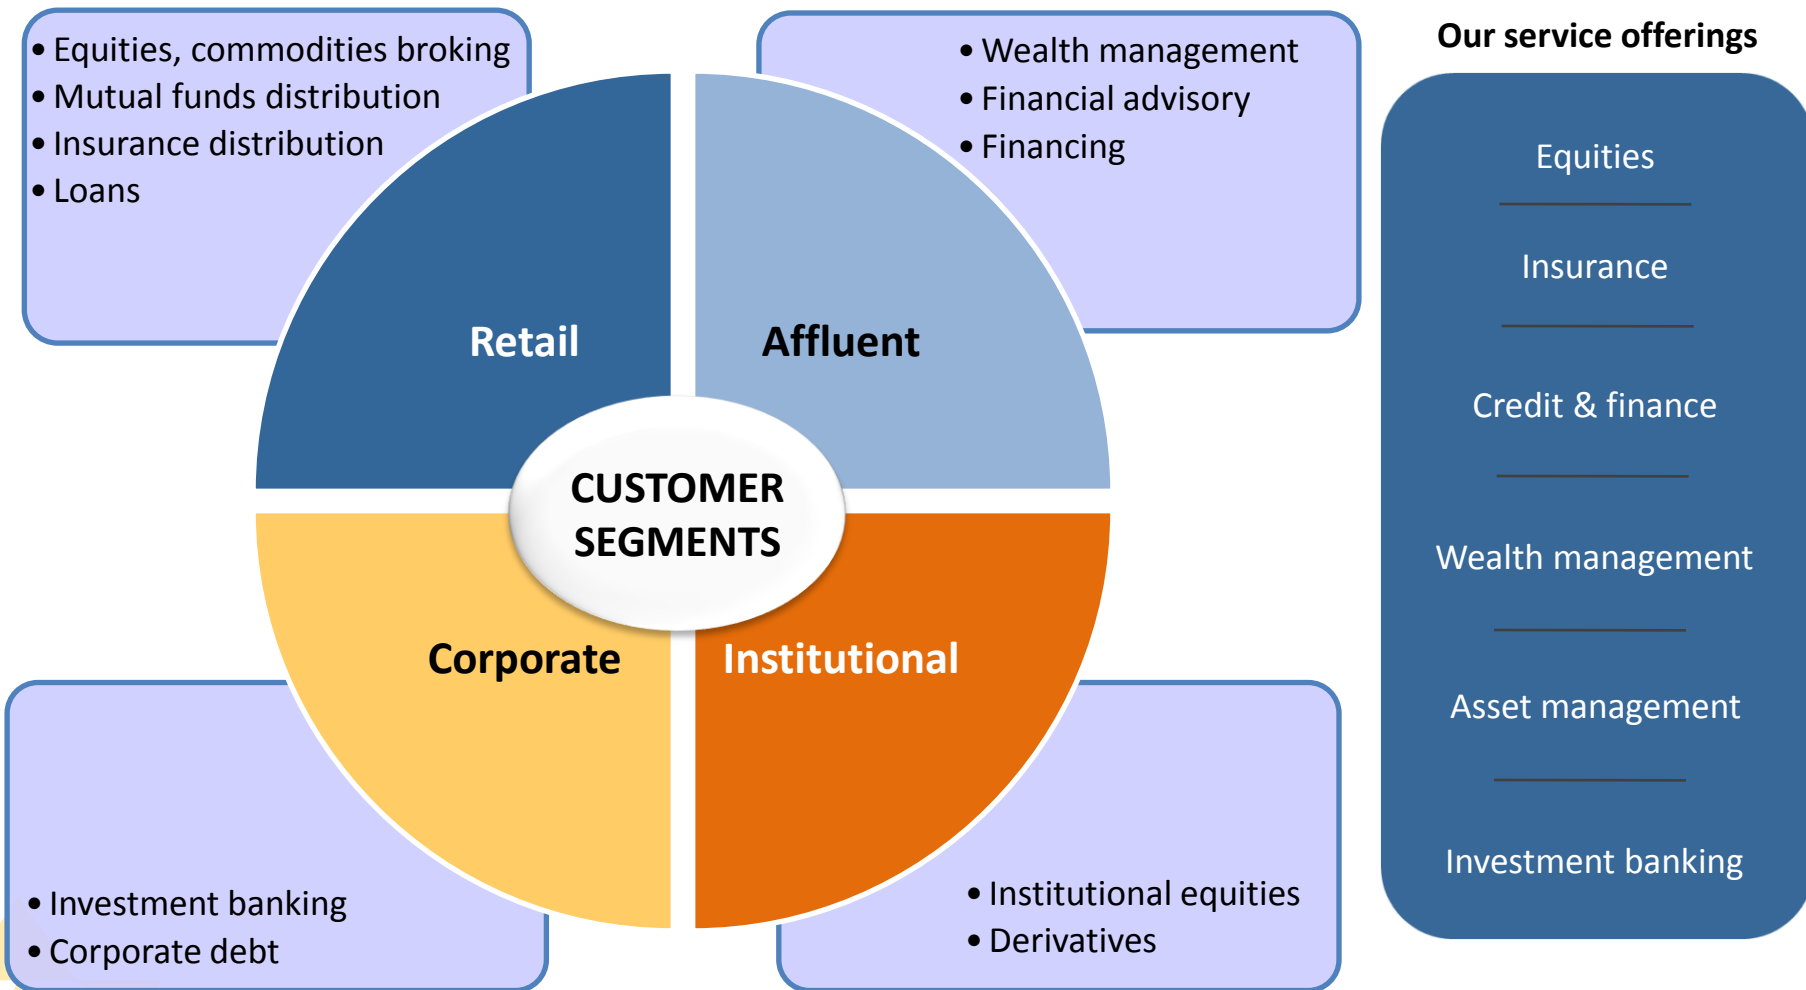 • Equities, commodities broking
• Mutual funds distribution
• Insurance distribution
• Loans
• Wealth management
• Financial advisory
• Financing
Retail
Affluent
CUSTOMER
SEGMENTS
Corporate
Institutional
• Investment banking
• Corporate debt
• Institutional equities
• Derivatives
Our service offerings
Equities
Insurance
Credit & finance
Wealth management
Asset management
Investment banking